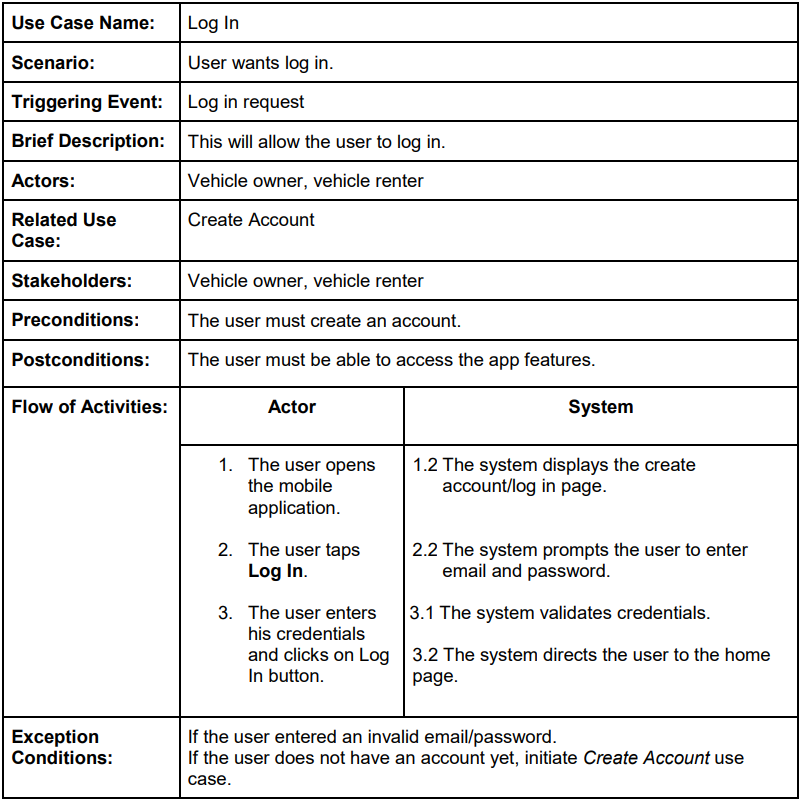 Use Case Name: Log In
Scenario: User wants log in.
Triggering Event: Log in request
Brief Description: This will allow the user to log in.
Actors: Vehicle owner, vehicle renter
Related Use
Case:
Create Account
Stakeholders: Vehicle owner, vehicle renter
Preconditions: The user must create an account.
Postconditions: The user must be able to access the app features.
Flow of Activities:
Actor
System
1. The user opens
the mobile
application.
1.2 The system displays the create
account/log in page.
2. The user taps
Log In.
2.2 The system prompts the user to enter
email and password.
3. The user enters
his credentials
and clicks on Log
In button.
3.1 The system validates credentials.
3.2 The system directs the user to the home
page.
Exception
Conditions:
If the user entered an invalid email/password.
If the user does not have an account yet, initiate Create Account use
case.